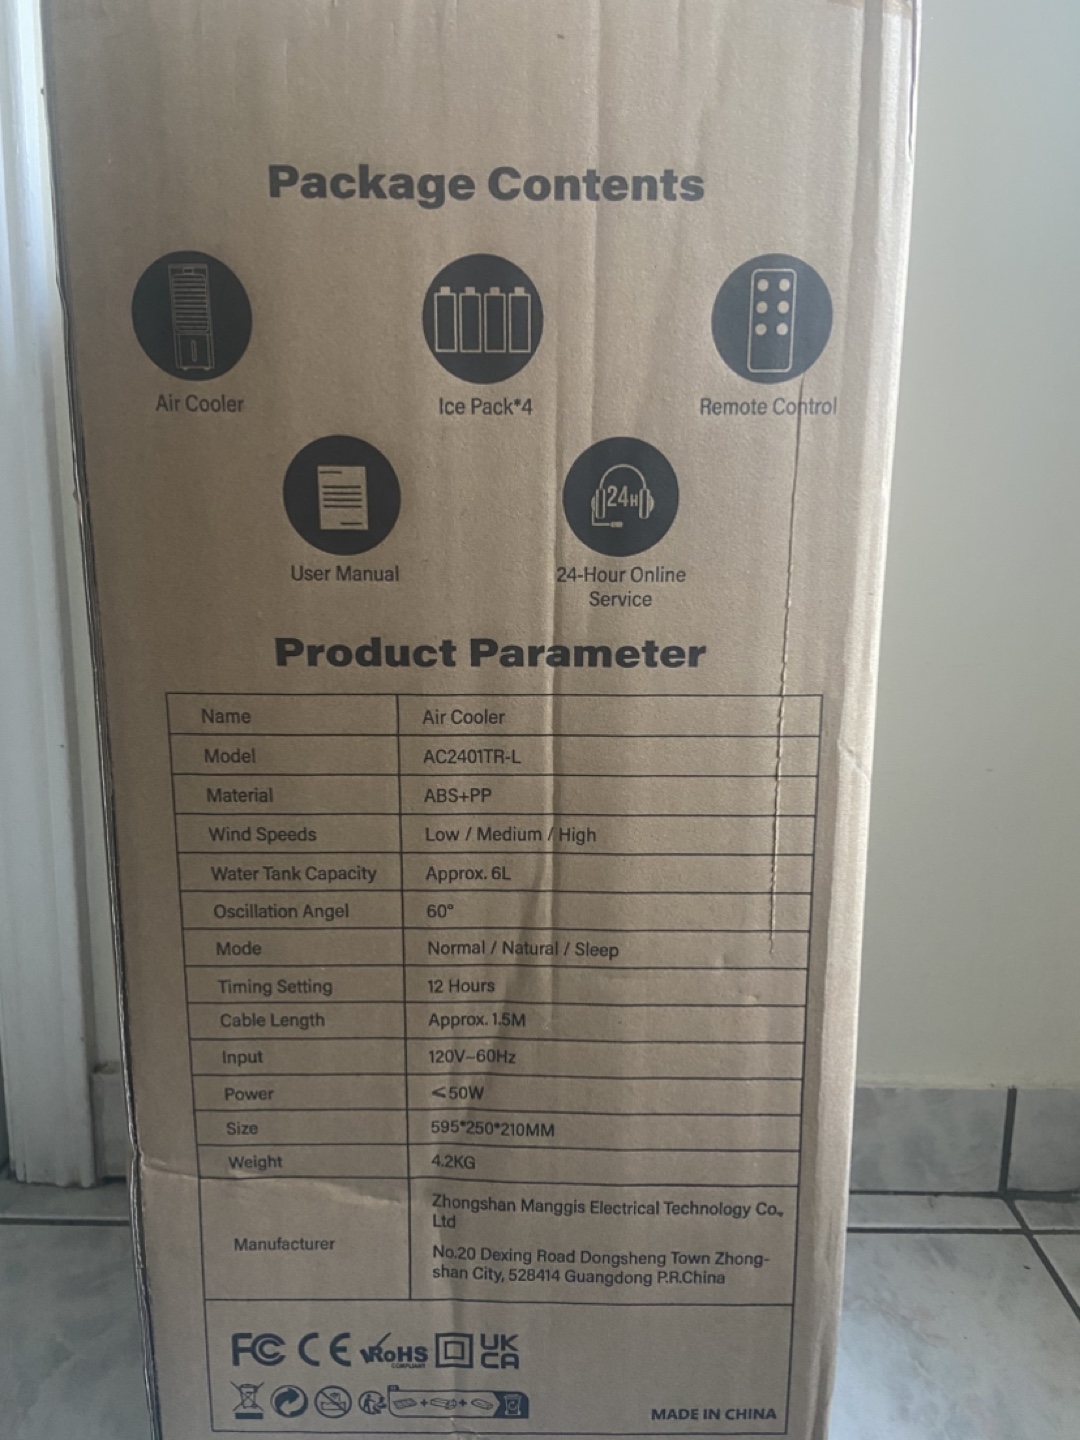 Package Contents
Air Cooler
Ice Pack*4
Remote Control
24H
User Manual
24-Hour Online
Service
Product Parameter
Name Air Cooler
Model AC2401TR-L
Material ABS+PP
Wind Speeds Low / Medium / High
Water Tank Capacity Approx. 6L
Oscillation Angel 60°
Mode Normal / Natural / Sleep
Timing Setting 12 Hours
Cable Length Approx. 1.5M
Input 120V~60Hz
Power ≤50W
Size 595*250*210MM
Weight 4.2KG
Manufacturer
Zhongshan Manggis Electrical Technology Co.,
Ltd
No.20 Dexing Road Dongsheng Town Zhong-
shan City, 528414 Guangdong P.R.China
FC CE RoHS UK
COMPLIANT CA
MADE IN CHINA